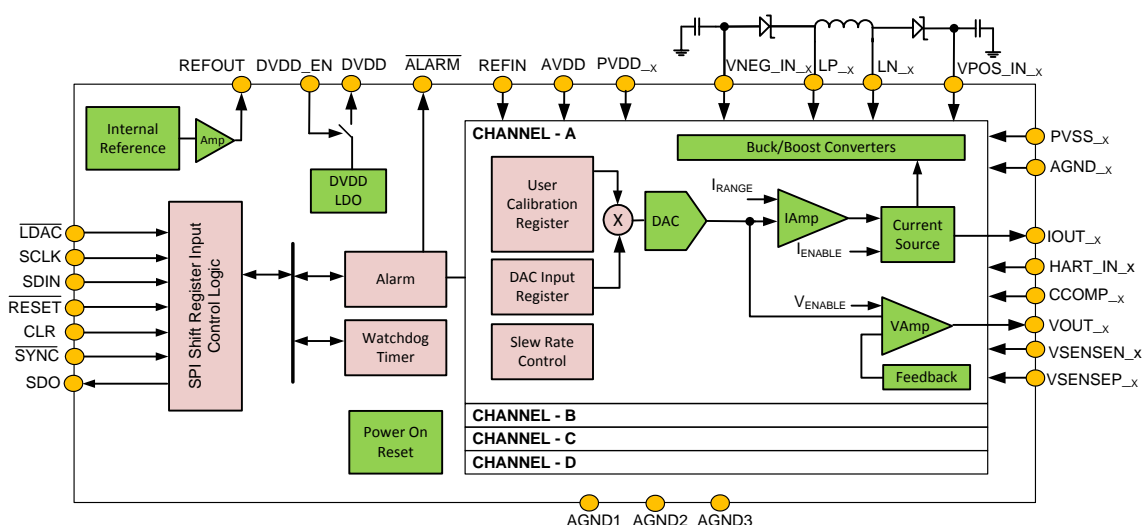 REFOUT DVDD_EN DVDD ALARM REFIN AVDD PVDD_X VNEG_IN_X LP_X LN_X VPOS_IN_X
Internal
Reference
Amp
DVDD
LDO
LDAC
SCLK
SDIN
RESET
CLR
SYNC
SDO
SPI Shift Register Input
Control Logic
Alarm
Watchdog
Timer
Power On
Reset
CHANNEL - A
User
Calibration
Register
DAC Input
Register
Slew Rate
Control
X
DAC
Buck/Boost Converters
IRANGE
IAmp
IENABLE
Current
Source
VENABLE
VAmp
Feedback
CHANNEL - B
CHANNEL - C
CHANNEL - D
PVSS_X
AGND_X
IOUT_X
HART_IN_x
CCOMP_X
VOUT_X
VSENSEN_x
VSENSEP_X
AGND1 AGND2 AGND3